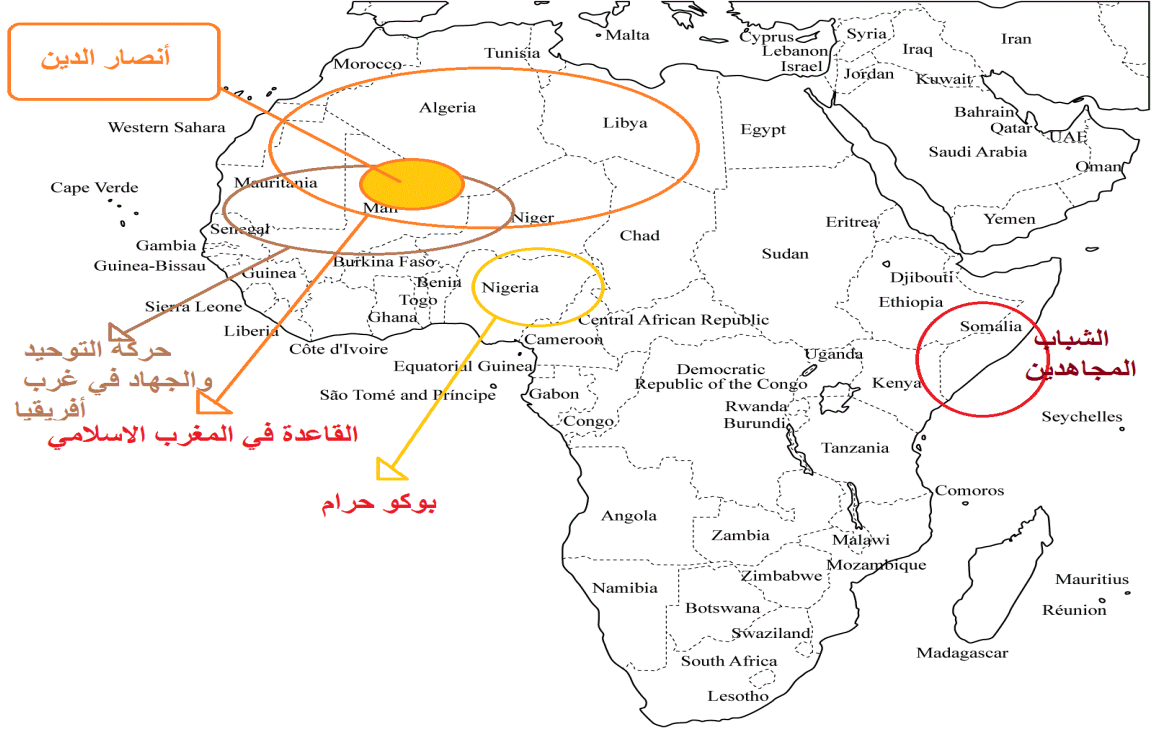 أنصار الدين
Malta
Tunisia
Morocco
Cyprus
Lebanon
Israel
Syria
Iraq
Iran
Jordan
Kuwait
Algeria
Libya
Egypt
Bahrain
Qatar
UAE
Saudi Arabia
Oman
Western Sahara
Cape Verde
Mauritania
Mali
Niger
Chad
Sudan
Eritrea
Yemen
Senegal
Gambia
Guinea-Bissau
Guinea
Burkina Faso
Benin
Togo
Ghana
Nigeria
Djibouti
Ethiopia
Somalia
Sierra Leone
Liberia
Côte d'Ivoire
Central African Republic
Cameroon
Equatorial Guinea
São Tomé and Príncipe
Gabon
Congo
Democratic
Republic of the Congo
Uganda
Kenya
Rwanda
Burundi
Tanzania
الشباب
المجاهدين
Seychelles
حركة التوحيد
والجهاد في غرب
أفريقيا
القاعدة في المغرب الاسلامي
بوكو حرام
Comoros
Angola
Zambia
Malawi
Mozambique
Zimbabwe
Namibia
Botswana
Swaziland
South Africa
Lesotho
Madagascar
Mauritius
Réunion